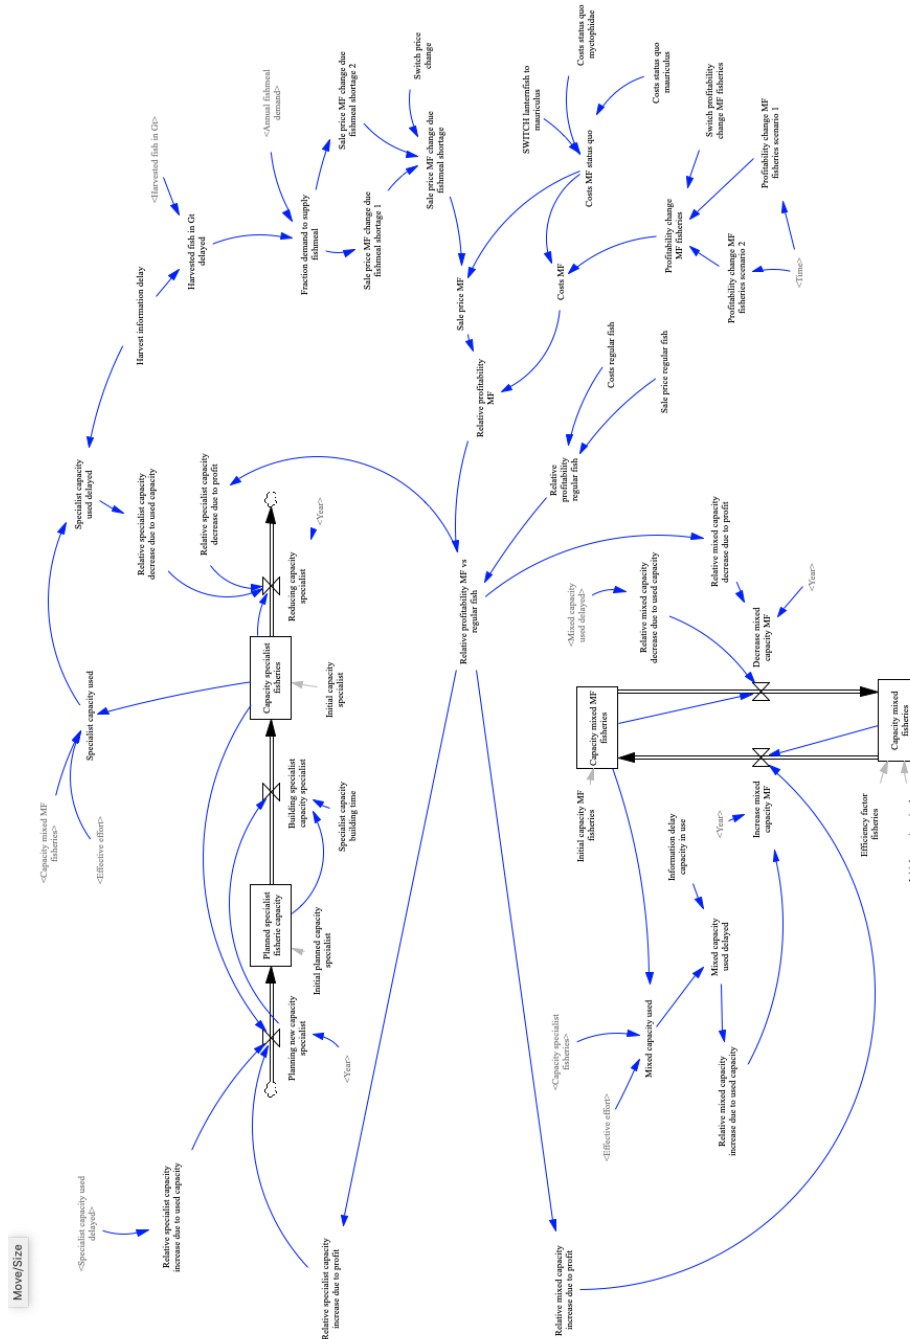 Move/Size
<Specialist capacity used
delayed>
Relative specialist capacity
increase due to used capacity
Relative specialist capacity
increase due to profit
Relative mixed capacity
increase due to profit
Planning new capacity
specialist
<Year>
Planned specialist
fisherie capacity
Initial planned capacity
specialist
Building specialist
capacity specialist
Specialist capacity
building time
Capacity specialist
fisheries
Initial capacity
specialist
Reducing capacity
specialist
<Year>
<Capacity mixed MF
fisheries>
<Effective effort>
Specialist capacity used
Specialist capacity
used delayed
Relative specialist capacity
decrease due to used capacity
Relative specialist capacity
decrease due to profit
Harvest information delay
<Harvested fish in Gt>
Harvested fish in Gt
delayed
<Annual fishmeal
demand>
Fraction demand to supply
fishmeal
Sale price MF change due
fishmeal shortage 2
Sale price MF change due
fishmeal shortage 1
Switch price
change
Sale price MF change due
fishmeal shortage
Sale price MF
SWITCH lanternfish to
mauriculus
Costs status quo
myctophidae
Costs status quo
mauriculus
Costs MF status quo
Costs MF
Switch profitability
change MF fisheries
Profitability change MF
fisheries scenario 1
Profitability change
MF fisheries
Profitability change MF
fisheries scenario 2
<Time>
Relative profitability
MF
Costs regular fish
Sale price regular fish
Relative
profitability
regular fish
Relative profitability MF vs
regular fish
<Mixed capacity
used delayed>
Relative mixed capacity
decrease due to used capacity
Relative mixed capacity
decrease due to profit
Decrease mixed
capacity MF
<Year>
Capacity mixed MF
fisheries
Initial capacity MF
fisheries
Capacity mixed
fisheries
Efficiency factor
fisheries
Increase mixed
capacity MF
<Year>
Information delay
capacity in use
Mixed capacity
used delayed
Mixed capacity used
<Capacity specialist
fisheries>
<Effective effort>
Relative mixed capacity
increase due to used capacity